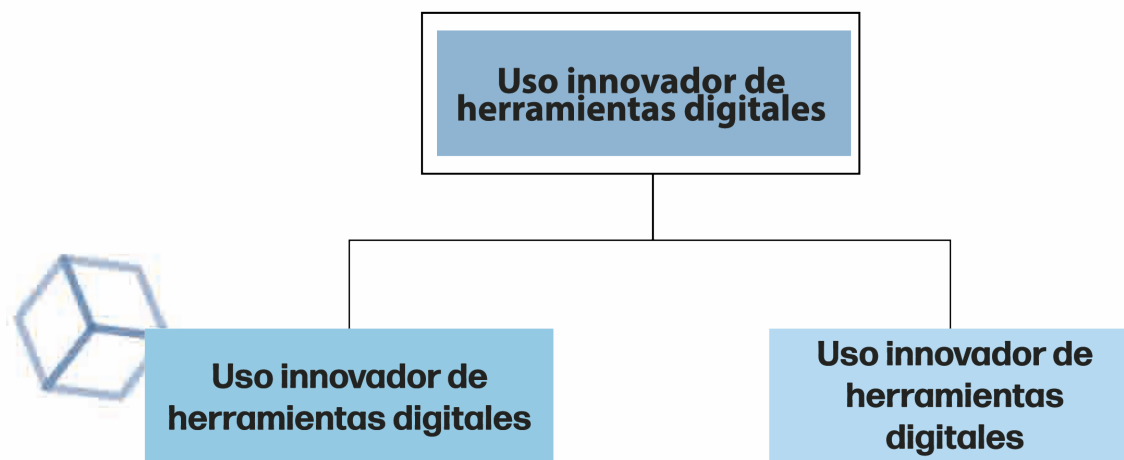 Uso innovador de
herramientas digitales
Uso innovador de
herramientas digitales
Uso innovador de
herramientas
digitales